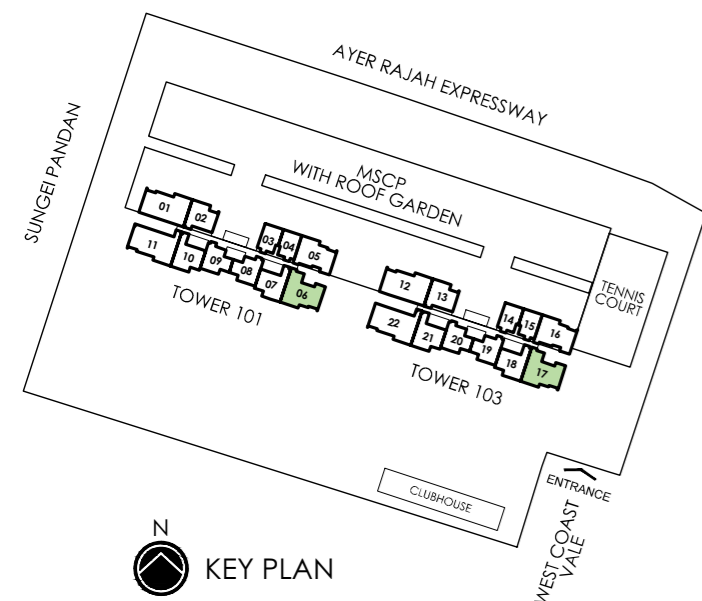 AYER RAJAH EXPRESSWAY
SUNGEI PANDAN
MSCP
WITH ROOF GARDEN
01
02
03
04
05
11
10
09
08
07
06
TOWER 101
12
13
14
15
16
22
21
20
19
18
17
TOWER 103
TENNIS
COURT
CLUBHOUSE
ENTRANCE
WEST COAST
VALE
N
KEY PLAN